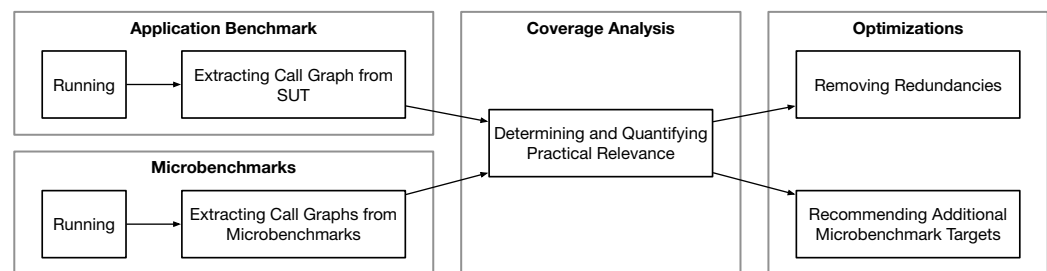 Application Benchmark
Running
Extracting Call Graph from
SUT
Microbenchmarks
Running
Extracting Call Graphs from
Microbenchmarks
Coverage Analysis
Determining and Quantifying
Practical Relevance
Optimizations
Removing Redundancies
Recommending Additional
Microbenchmark Targets